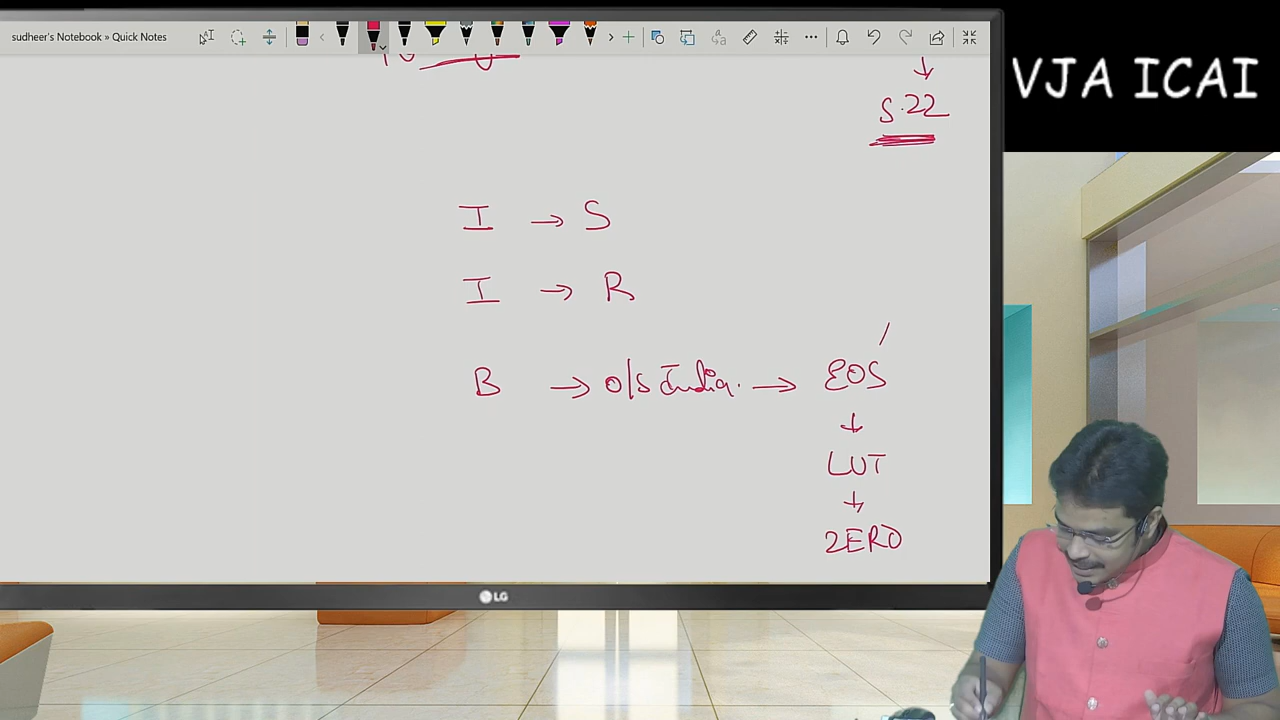 sudheer's Notebook » Quick Notes
VJA ICAI
↓
S.22
I → S
I → R
B → O/S India. → EOS
↓
LUT
↓
ZERO
LG